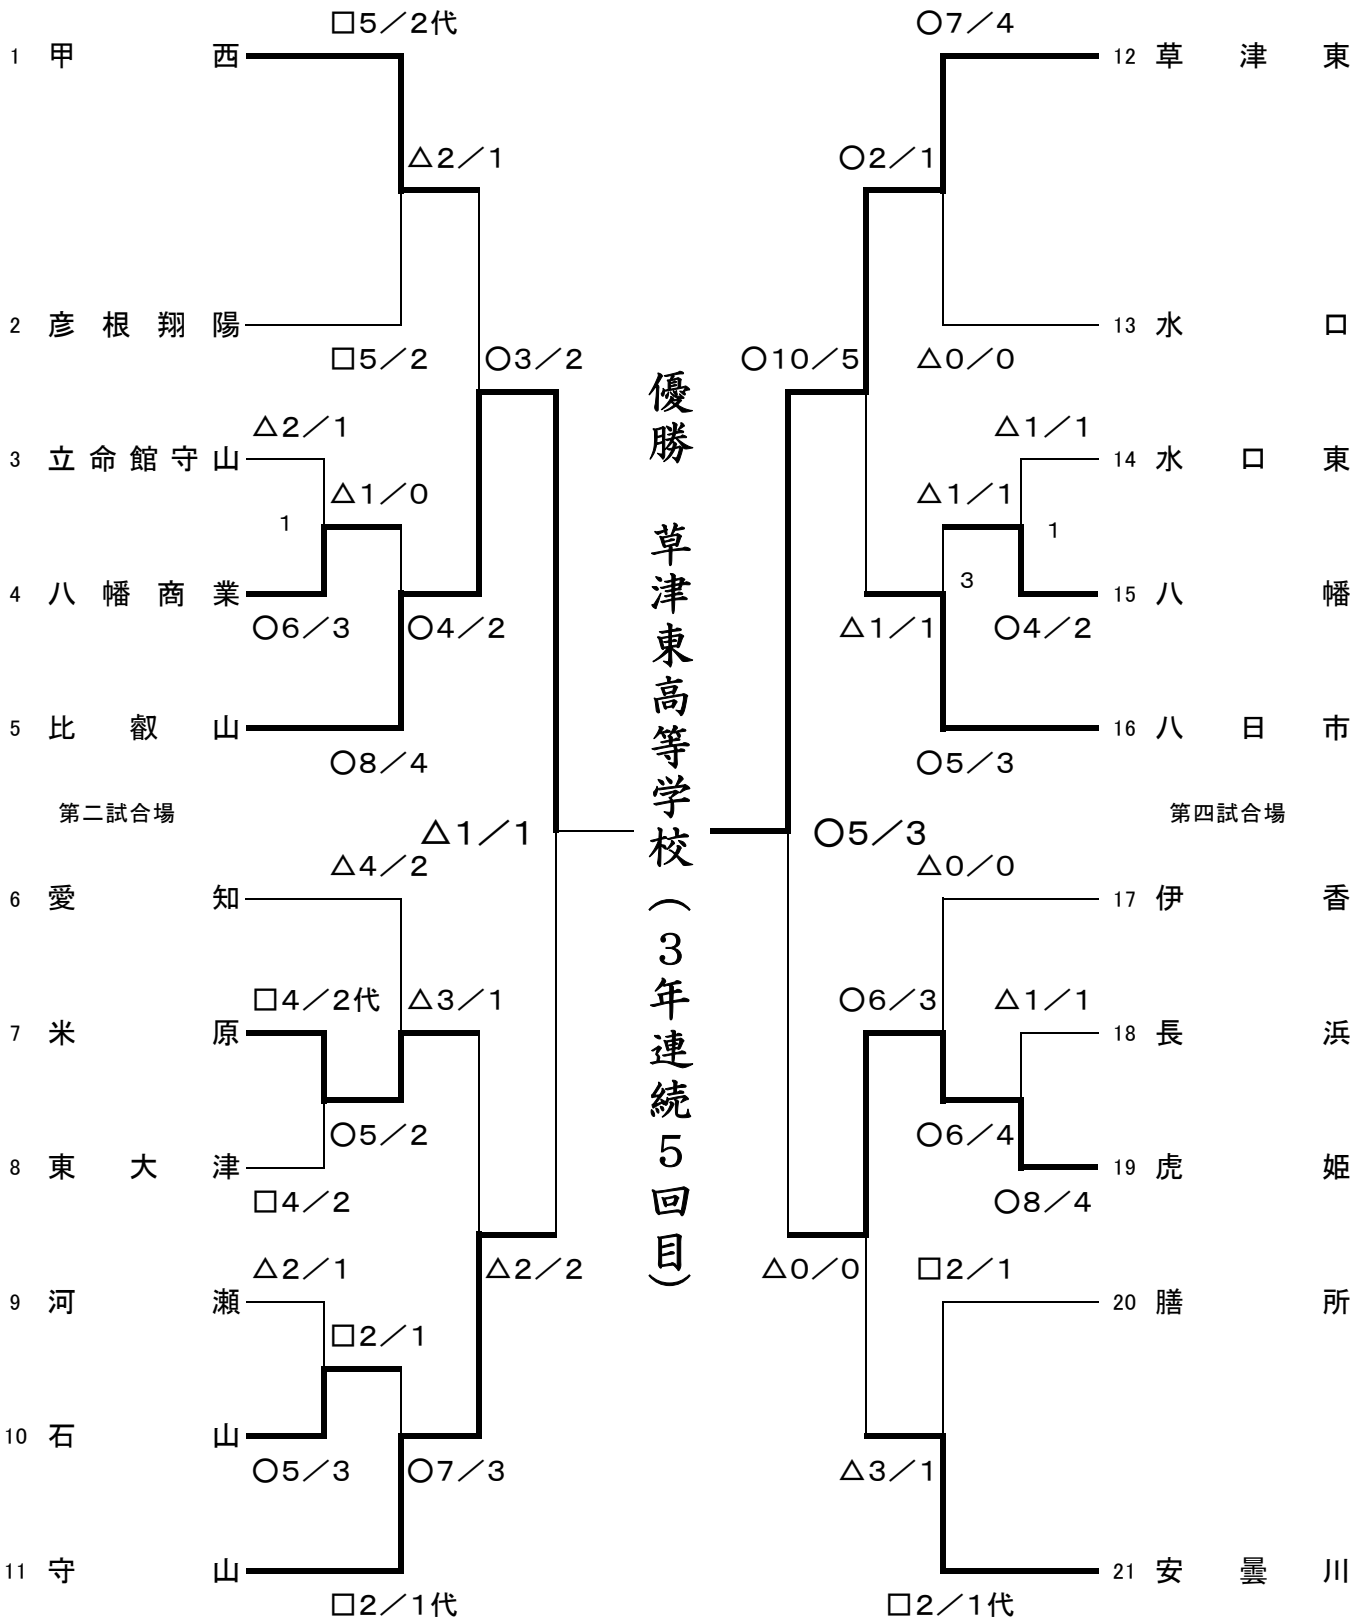 □5／2代
1 甲西
△2／1
2 彦根翔陽
□5／2
○3／2
△2／1
3 立命館守山
△1／0
1
4 八幡商業
○6／3
○4／2
5 比叡山
○8／4
第二試合場
△1／1
△4／2
6 愛知
□4／2代
△3／1
7 米原
○5／2
8 東大津
□4／2
△2／1
△2／2
9 河瀬
□2／1
10 石山
○5／3
○7／3
11 守山
□2／1代
優勝 草津東高等学校（3年連続5回目）
○7／4
12 草津東
○2／1
13 水口
○10／5
△0／0
△1／1
14 水口東
△1／1
1
3
15 八幡
△1／1
○4／2
16 八日市
○5／3
第四試合場
○5／3
△0／0
17 伊香
○6／3
△1／1
18 長浜
○6／4
19 虎姫
○8／4
△0／0
□2／1
20 膳所
△3／1
21 安曇川
□2／1代